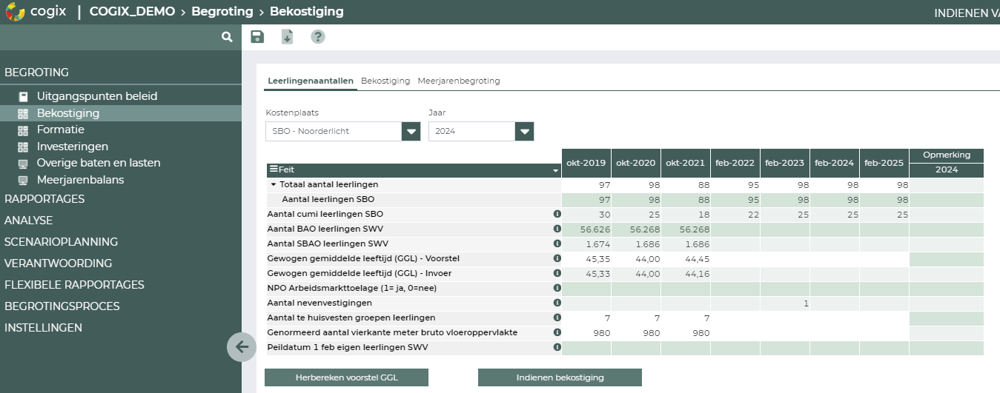 cogix | COGIX_DEMO › Begroting › Bekostiging INDIENEN VA
BEGROTING
Uitgangspunten beleid
Bekostiging
Formatie
Investeringen
Overige baten en lasten
Meerjarenbalans
RAPPORTAGES
ANALYSE
SCENARIOPLANNING
VERANTWOORDING
FLEXIBELE RAPPORTAGES
BEGROTINGSPROCES
INSTELLINGEN
Leerlingenaantallen Bekostiging Meerjarenbegroting
Kostenplaats Jaar
SBO - Noorderlicht 2024
Feit okt-2019 okt-2020 okt-2021 feb-2022 feb-2023 feb-2024 feb-2025 Opmerking
2024
Totaal aantal leerlingen 97 98 88 95 98 98 98
Aantal leerlingen SBO 97 98 88 95 98 98 98
Aantal cumi leerlingen SBO 30 25 18 22 25 25 25
Aantal BAO leerlingen SWV 56.626 56.268 56.268
Aantal SBAO leerlingen SWV 1.674 1.686 1.686
Gewogen gemiddelde leeftijd (GGL) - Voorstel 45,35 44,00 44,45
Gewogen gemiddelde leeftijd (GGL) - Invoer 45,33 44,00 44,16
NPO Arbeidsmarkttoelage (1= ja, 0=nee)
Aantal nevenvestigingen 1
Aantal te huisvesten groepen leerlingen 7 7 7
Genormeerd aantal vierkante meter bruto vloeroppervlakte 980 980 980
Peildatum 1 feb eigen leerlingen SWV
Herbereken voorstel GGL Indienen bekostiging